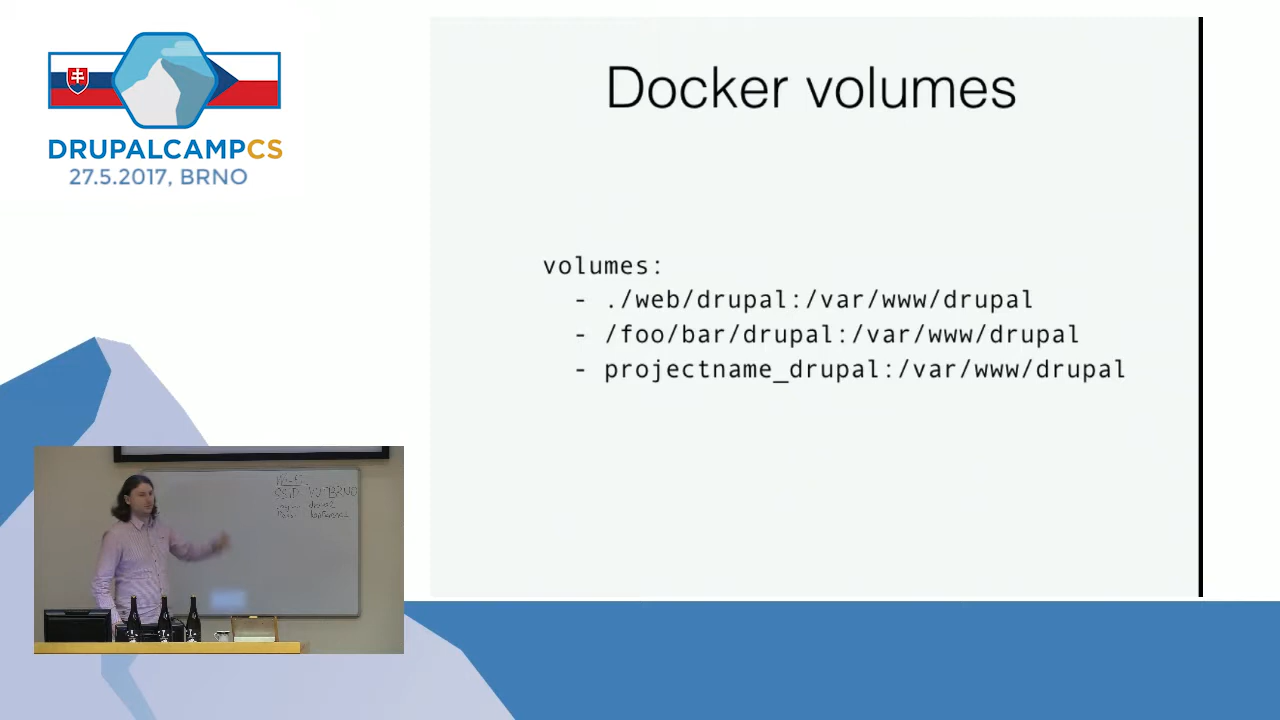 DRUPALCAMPCS
27.5.2017, BRNO
Docker volumes
volumes:
- ./web/drupal:/var/www/drupal
- /foo/bar/drupal:/var/www/drupal
- projectname_drupal:/var/www/drupal
BRNO